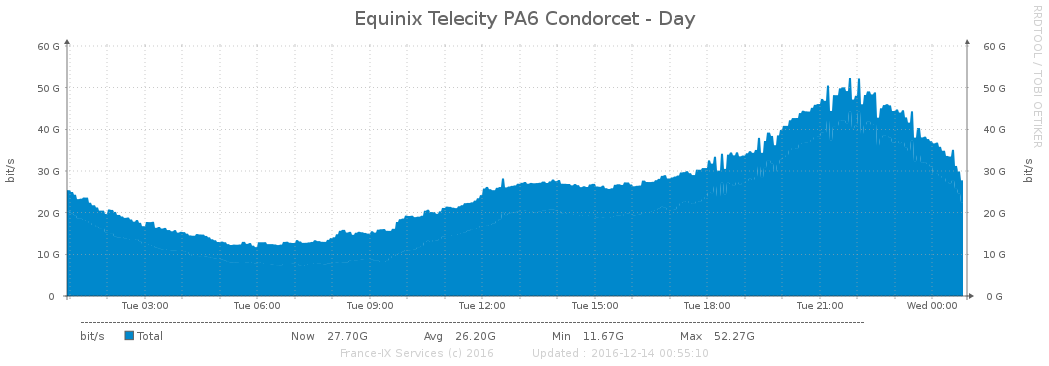 Equinix Telecity PA6 Condorcet - Day
RRDTOOL / TOBI OETIKER
bit/s
60 G
50 G
40 G
30 G
20 G
10 G
0
60 G
50 G
40 G
30 G
20 G
10 G
0 G
bit/s
Tue 03:00 Tue 06:00 Tue 09:00 Tue 12:00 Tue 15:00 Tue 18:00 Tue 21:00 Wed 00:00
bit/s Total Now 27.70G Avg 26.20G Min 11.67G Max 52.27G
France-IX Services (c) 2016 Updated : 2016-12-14 00:55:10